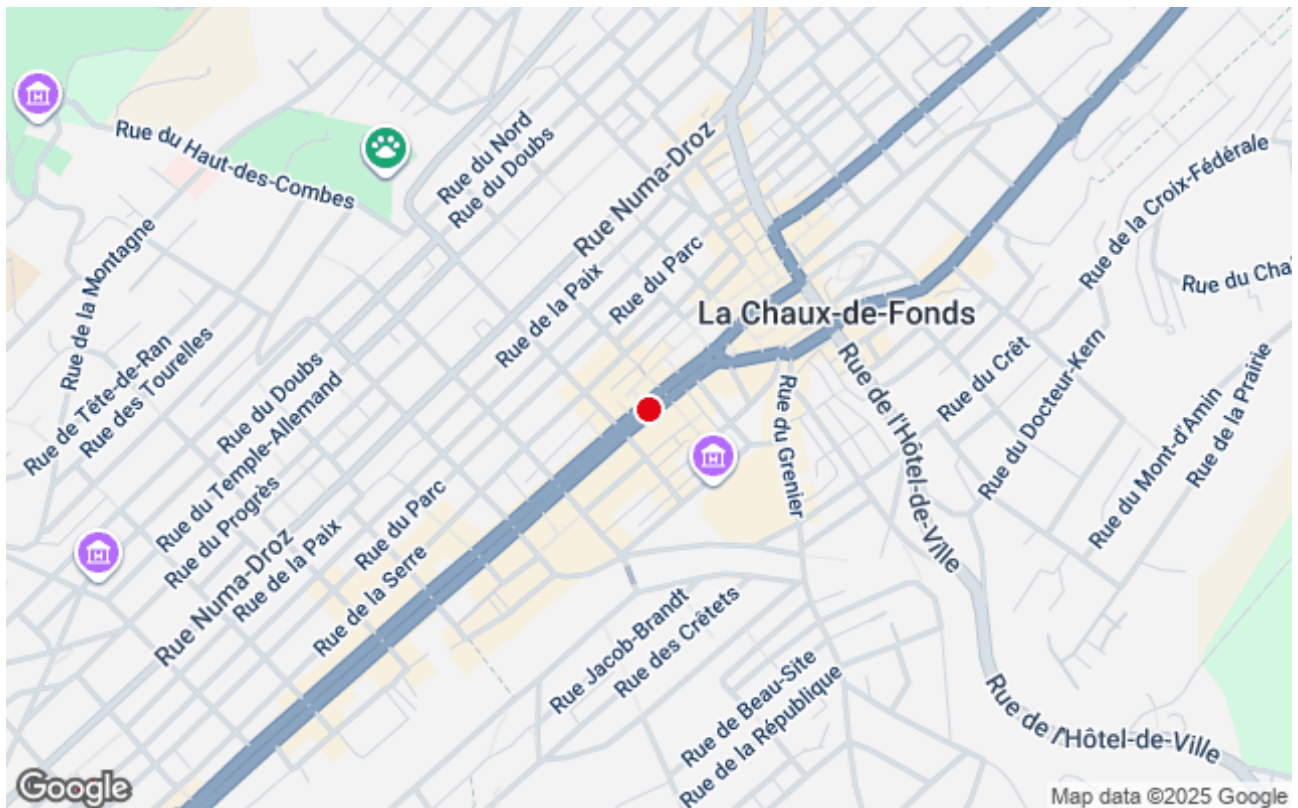 Rue du Haut-des-Combes
Rue du Nord
Rue du Doubs
Rue Numa-Droz
Rue de la Croix-Fédérale
Rue de la Montagne
Rue du Parc
Rue de la Paix
Rue du Cha
La Chaux-de-Fonds
Rue de Tête-de-Ran
Rue des Tourelles
Rue du Doubs
Rue du Temple-Allemand
Rue du Progrès
Rue Numa-Droz
Rue de la Paix
Rue du Parc
Rue de la Serre
Rue du Grenier
Rue de l'Hôtel-de-Ville
Rue du Crêt
Rue du Docteur-Kern
Rue du Mont-d'Amin
Rue de la Prairie
Rue Jacob-Brandt
Rue des Crêtets
Rue de Beau-Site
Rue de la République
Rue de l'Hôtel-de-Ville
Google
Map data ©2025 Google